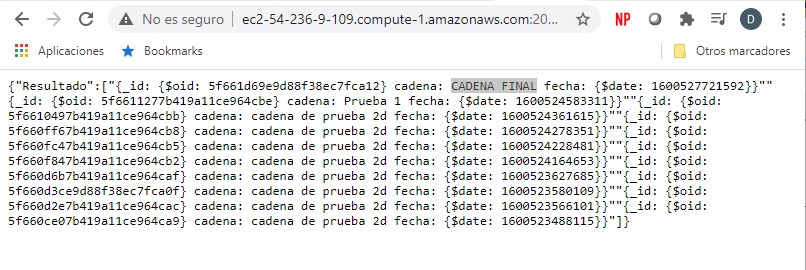 No es seguro | ec2-54-236-9-109.compute-1.amazonaws.com:20...
NP
D
Aplicaciones
Bookmarks
Otros marcadores
{"Resultado":["{_id: {$oid: 5f661d69e9d88f38ec7fca12} cadena: CADENA FINAL fecha: {$date: 1600527721592}}""
{_id: {$oid: 5f6611277b419a11ce964cbe} cadena: Prueba 1 fecha: {$date: 1600524583311}}""{_id: {$oid:
5f6610497b419a11ce964cbb} cadena: cadena de prueba 2d fecha: {$date: 1600524361615}}""{_id: {$oid:
5f660ff67b419a11ce964cb8} cadena: cadena de prueba 2d fecha: {$date: 1600524278351}}""{_id: {$oid:
5f660fc47b419a11ce964cb5} cadena: cadena de prueba 2d fecha: {$date: 1600524228481}}""{_id: {$oid:
5f660f847b419a11ce964cb2} cadena: cadena de prueba 2d fecha: {$date: 1600524164653}}""{_id: {$oid:
5f660d6b7b419a11ce964caf} cadena: cadena de prueba 2d fecha: {$date: 1600523627685}}""{_id: {$oid:
5f660d3ce9d88f38ec7fca0f} cadena: cadena de prueba 2d fecha: {$date: 1600523580109}}""{_id: {$oid:
5f660d2e7b419a11ce964cac} cadena: cadena de prueba 2d fecha: {$date: 1600523566101}}""{_id: {$oid:
5f660ce07b419a11ce964ca9} cadena: cadena de prueba 2d fecha: {$date: 1600523488115}}"]}